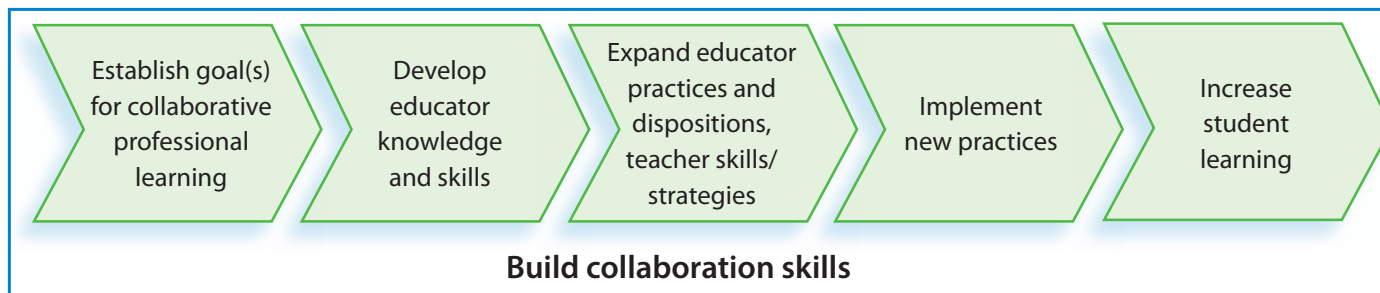 Establish goal(s)
for collaborative
professional
learning
Develop
educator
knowledge
and skills
Expand educator
practices and
dispositions,
teacher skills/
strategies
Implement
new practices
Increase
student
learning
Build collaboration skills